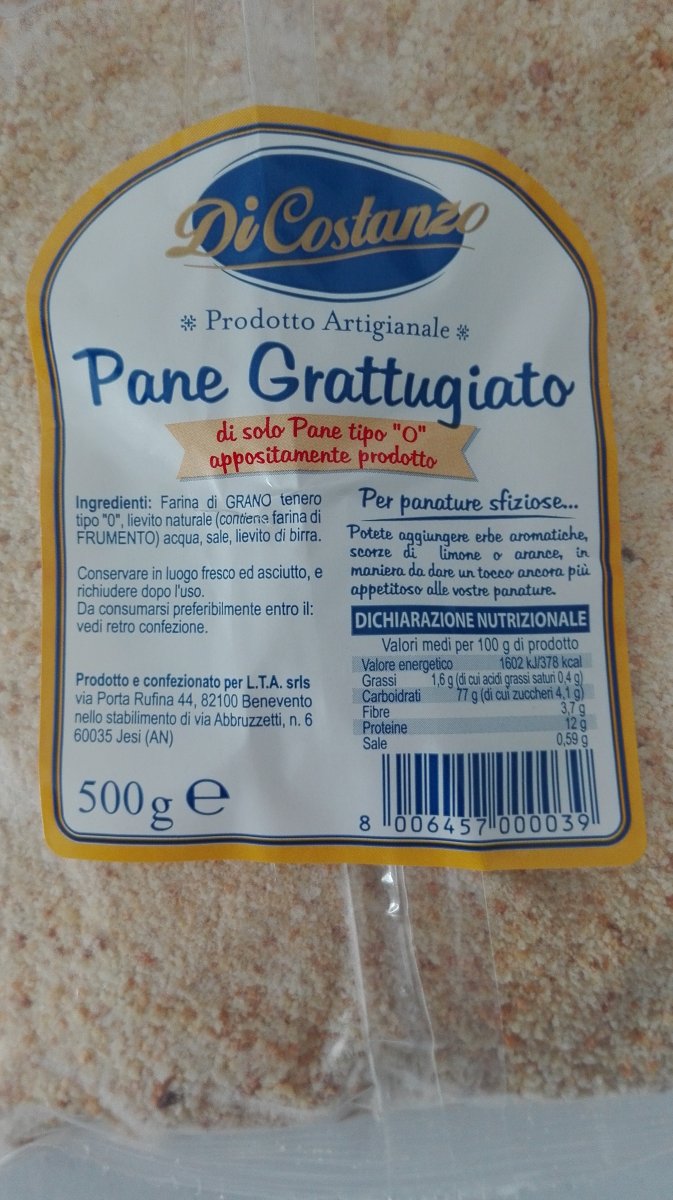 Di Costanzo
Prodotto Artigianale
Pane Grattugiato
di solo Pane tipo "0"
appositamente prodotto
Ingredienti: Farina di GRANO tenero
tipo "0", lievito naturale (contiene farina di
FRUMENTO) acqua, sale, lievito di birra.
Conservare in luogo fresco ed asciutto, e
richiudere dopo l'uso.
Da consumarsi preferibilmente entro il:
vedi retro confezione.
Prodotto e confezionato per L.T.A. srls
via Porta Rufina 44, 82100 Benevento
nello stabilimento di via Abbruzzetti, n. 6
60035 Jesi (AN)
500 g e
Per panature sfiziose...
Potete aggiungere erbe aromatiche,
scorze di limone o arance, in
maniera da dare un tocco ancora più
appetitoso alle vostre panature.
DICHIARAZIONE NUTRIZIONALE
Valori medi per 100 g di prodotto
Valore energetico 1602 kJ/378 kcal
Grassi 1,6 g (di cui acidi grassi saturi 0,4 g)
Carboidrati 77 g (di cui zuccheri 4,1 g)
Fibre 3,7 g
Proteine 12 g
Sale 0,59 g
8 006457 000039